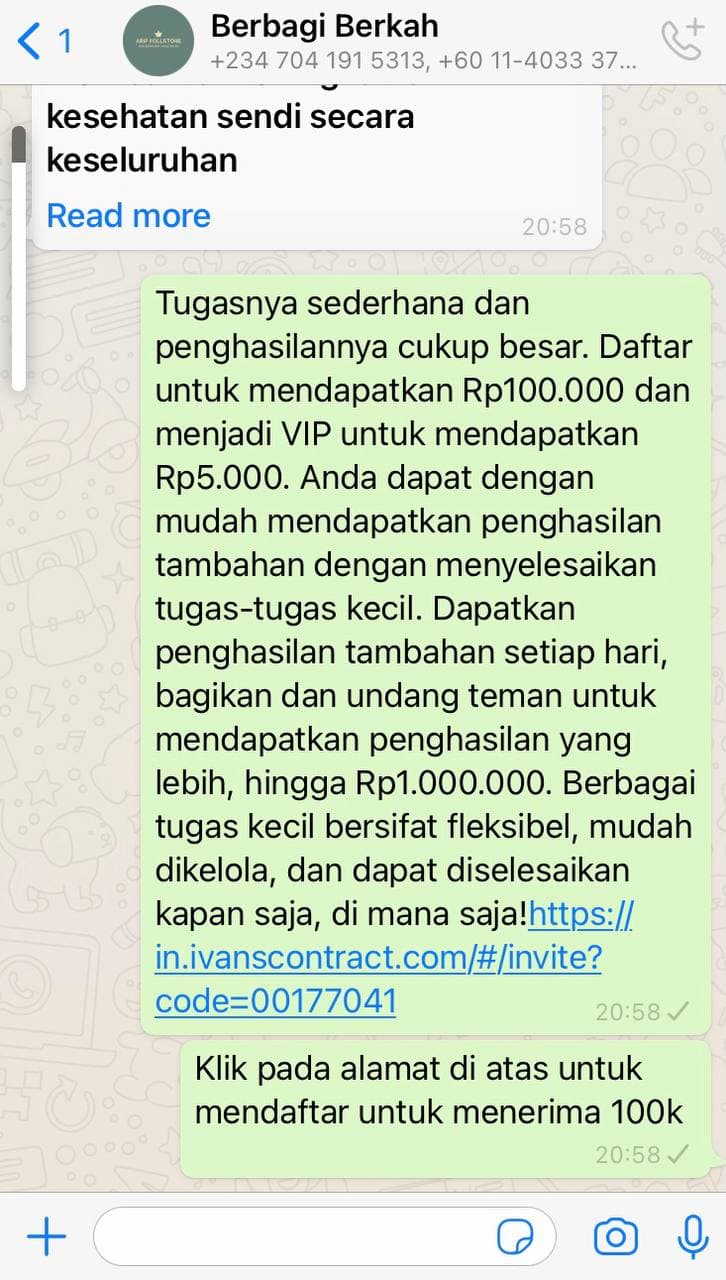 1
Berbagi Berkah
+234 704 191 5313, +60 11-4033 37...
kesehatan sendi secara
keseluruhan
Read more
20:58
Tugasnya sederhana dan
penghasilannya cukup besar. Daftar
untuk mendapatkan Rp100.000 dan
menjadi VIP untuk mendapatkan
Rp5.000. Anda dapat dengan
mudah mendapatkan penghasilan
tambahan dengan menyelesaikan
tugas-tugas kecil. Dapatkan
penghasilan tambahan setiap hari,
bagikan dan undang teman untuk
mendapatkan penghasilan yang
lebih, hingga Rp1.000.000. Berbagai
tugas kecil bersifat fleksibel, mudah
dikelola, dan dapat diselesaikan
kapan saja, di mana saja!https://
in.ivanscontract.com/#/invite?
code=00177041
20:58
Klik pada alamat di atas untuk
mendaftar untuk menerima 100k
20:58